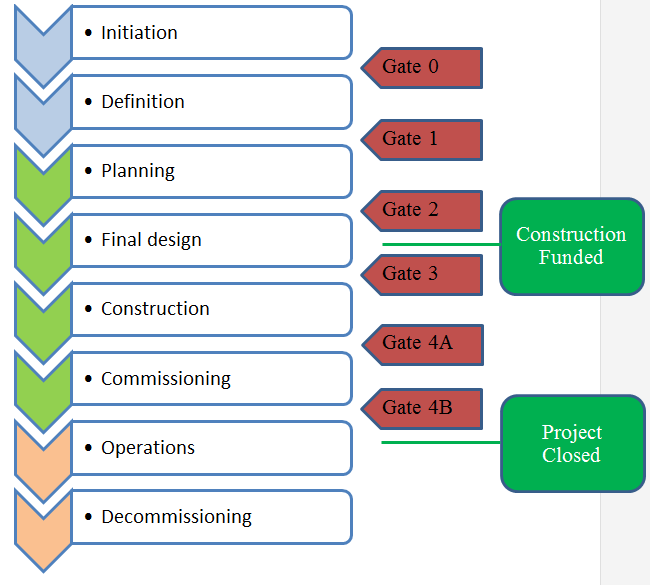 • Initiation
Gate 0
• Definition
Gate 1
• Planning
Gate 2
Construction
Funded
• Final design
Gate 3
• Construction
Gate 4A
• Commissioning
Gate 4B
Project
Closed
• Operations
• Decommissioning